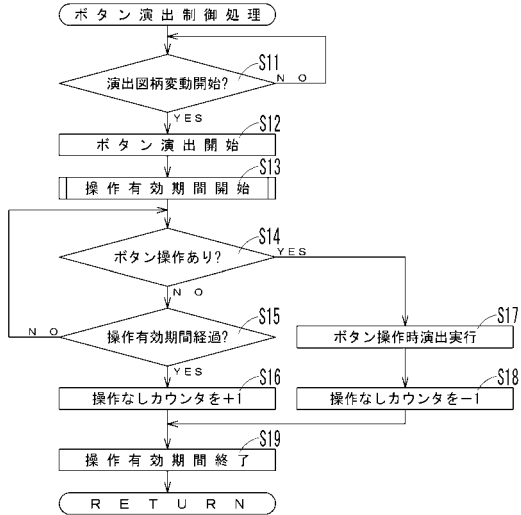 ボタン演出制御処理
S11
演出図柄変動開始?
NO
YES
S12
ボタン演出開始
S13
操作有効期間開始
S14
ボタン操作あり?
YES
NO
S15
操作有効期間経過?
NO
YES
S17
ボタン操作時演出実行
S16
操作なしカウンタを+1
S18
操作なしカウンタを-1
S19
操作有効期間終了
RETURN